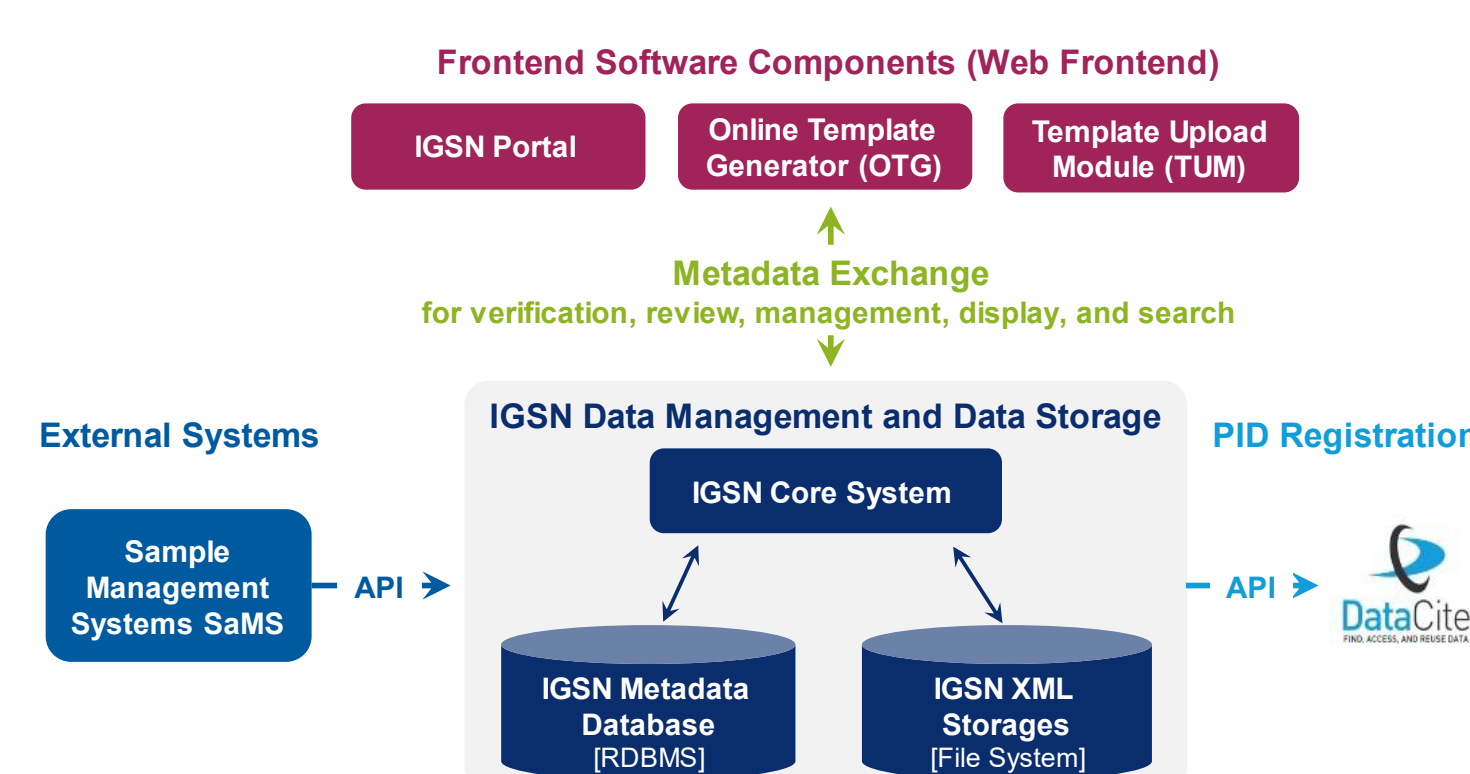 Frontend Software Components (Web Frontend)
IGSN Portal
Online Template
Generator (OTG)
Template Upload
Module (TUM)
Metadata Exchange
for verification, review, management, display, and search
External Systems
IGSN Data Management and Data Storage
PID Registration
IGSN Core System
Sample
Management
Systems SaMS
API
API
DataCite
FIND, ACCESS, AND REUSE DATA
IGSN Metadata
Database
[RDBMS]
IGSN XML
Storages
[File System]